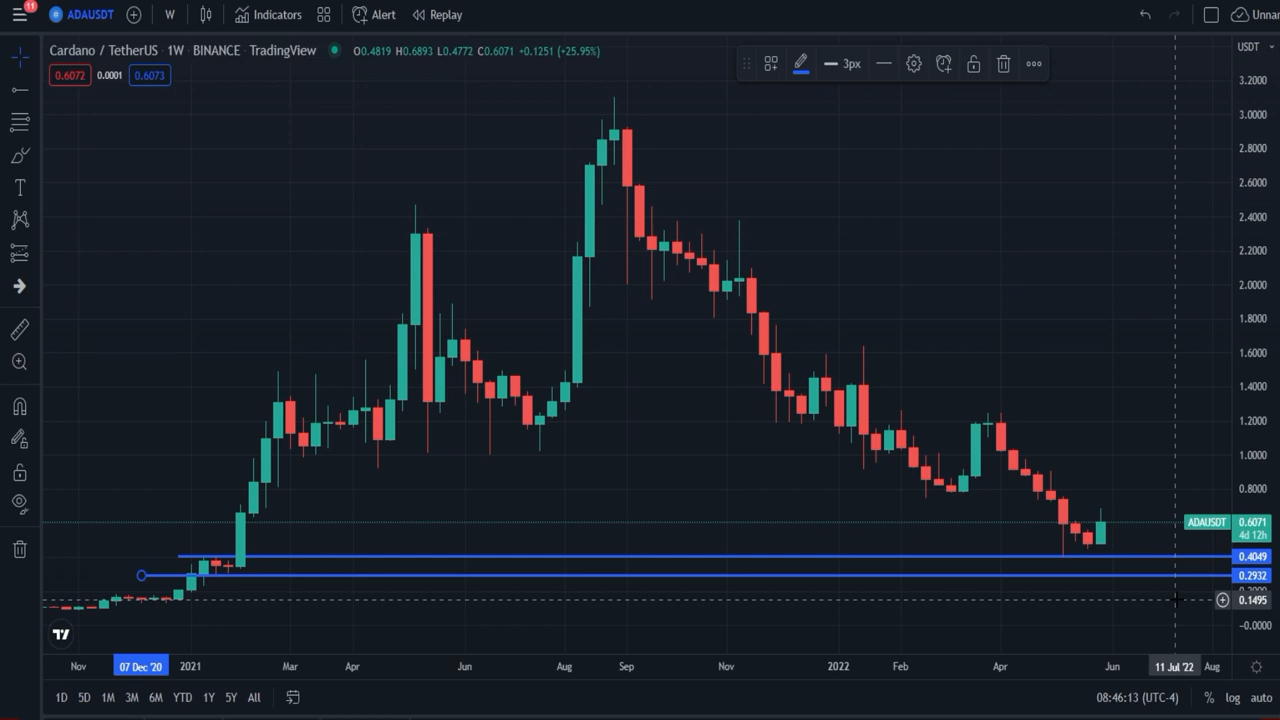 11
ADAUSDT
W
Indicators
Alert
Replay
Unnar
Cardano / TetherUS · 1W · BINANCE · TradingView
O0.4819 H0.6893 L0.4772 C0.6071 +0.1251 (+25.95%)
0.6072
0.0001
0.6073
3px
USDT
3.2000
3.0000
2.8000
2.6000
2.4000
2.2000
2.0000
1.8000
1.6000
1.4000
1.2000
1.0000
0.8000
ADAUSDT
0.6071
4d 12h
0.4049
0.2932
0.1495
-0.0000
Nov
07 Dec '20
2021
Mar
Apr
Jun
Aug
Sep
Nov
2022
Feb
Apr
Jun
11 Jul '22
Aug
1D
5D
1M
3M
6M
YTD
1Y
5Y
All
08:46:13 (UTC-4)
%
log
auto